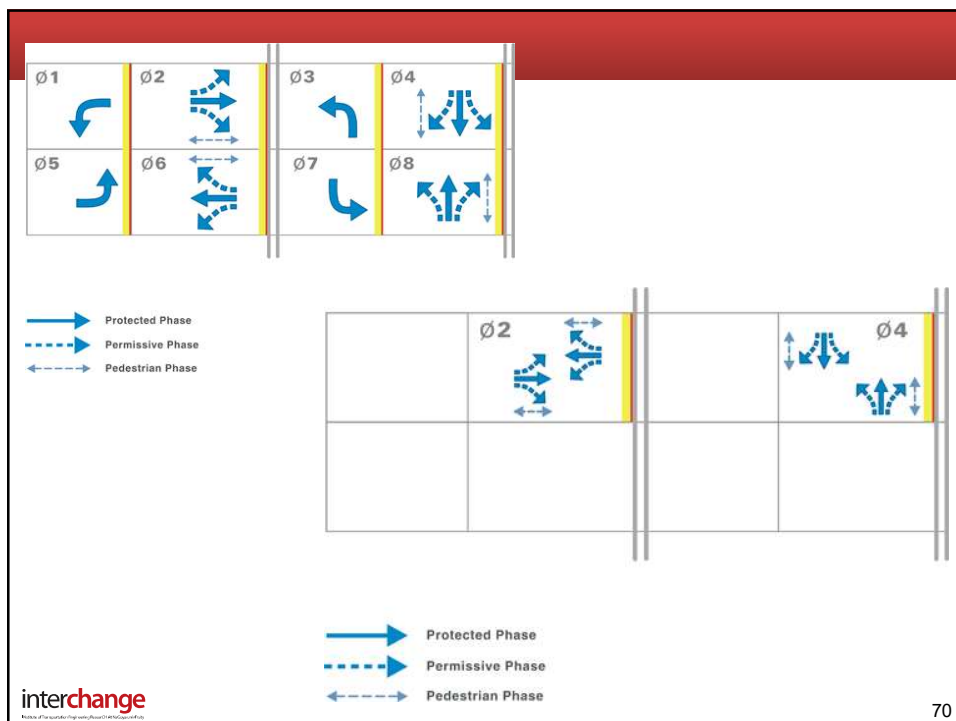 Ø1 Ø2 Ø3 Ø4
Ø5 Ø6 Ø7 Ø8
Protected Phase
Permissive Phase
Pedestrian Phase
Ø2 Ø4
Protected Phase
Permissive Phase
Pedestrian Phase
interchange
70